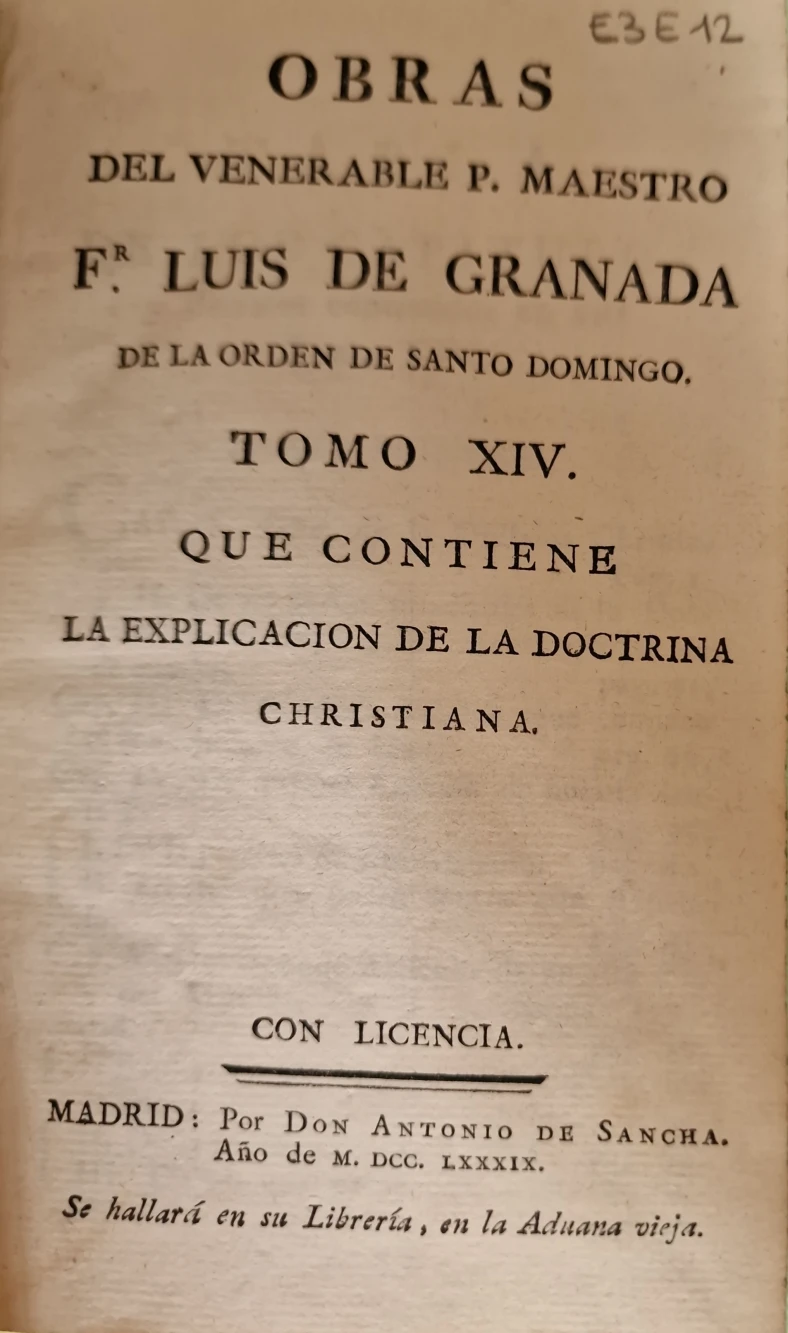 E3E12
OBRAS
DEL VENERABLE P. MAESTRO
F.R LUIS DE GRANADA
DE LA ORDEN DE SANTO DOMINGO.
TOMO XIV.
QUE CONTIENE
LA EXPLICACION DE LA DOCTRINA
CHRISTIANA.
CON LICENCIA.
MADRID: Por DON ANTONIO DE SANCHA.
Año de M. DCC. LXXXIX.
Se hallará en su Librería, en la Aduana vieja.